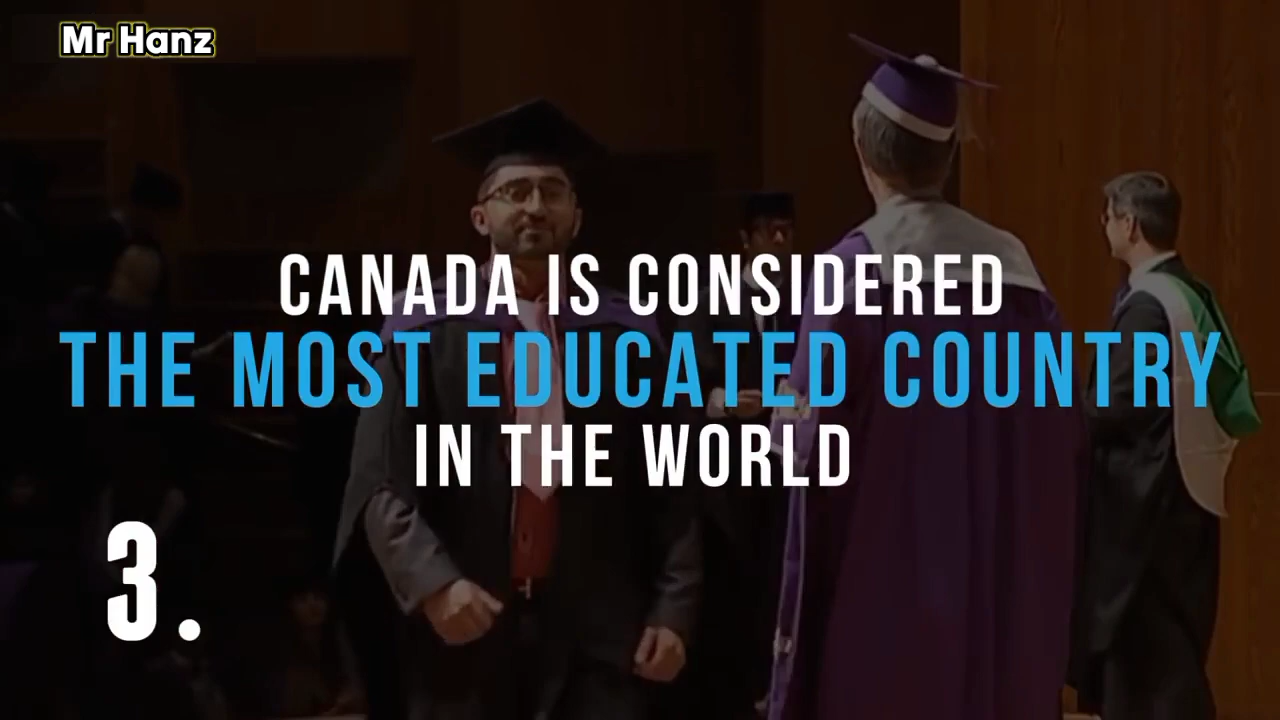 Mr Hanz
CANADA IS CONSIDERED
THE MOST EDUCATED COUNTRY
IN THE WORLD
3.